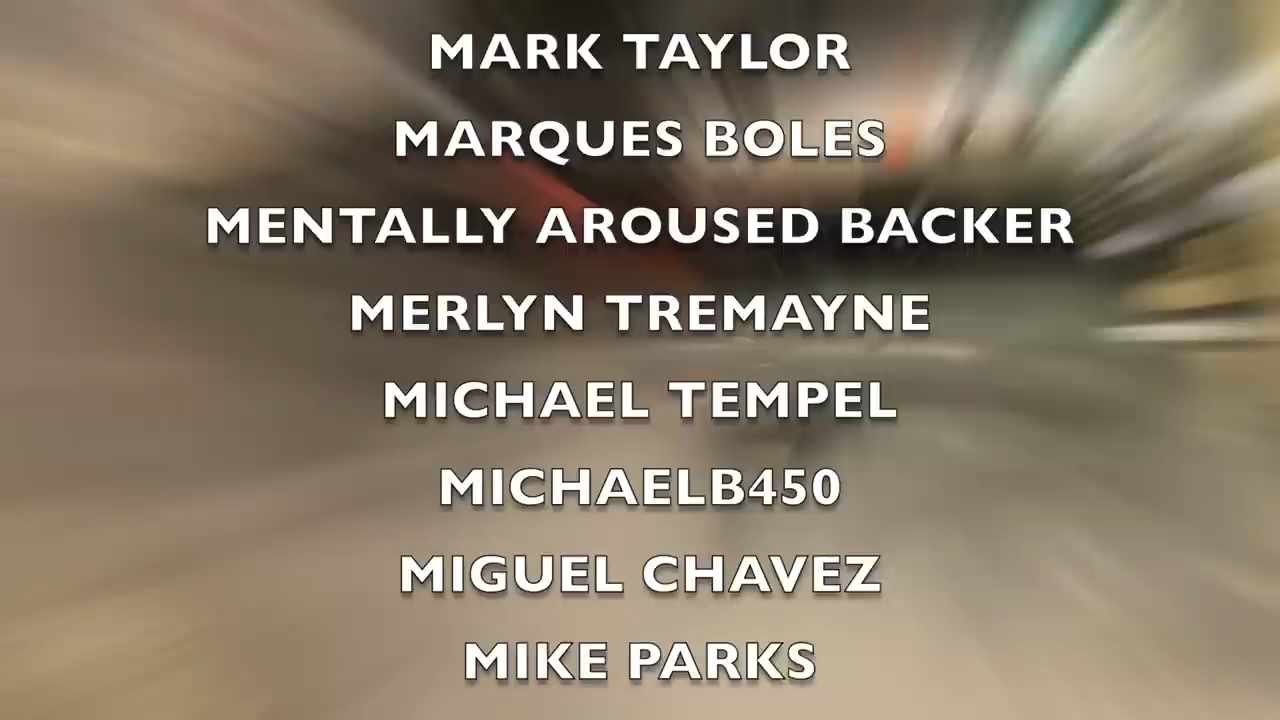 MARK TAYLOR
MARQUES BOLES
MENTALLY AROUSED BACKER
MERLYN TREMAYNE
MICHAEL TEMPEL
MICHAELB450
MIGUEL CHAVEZ
MIKE PARKS